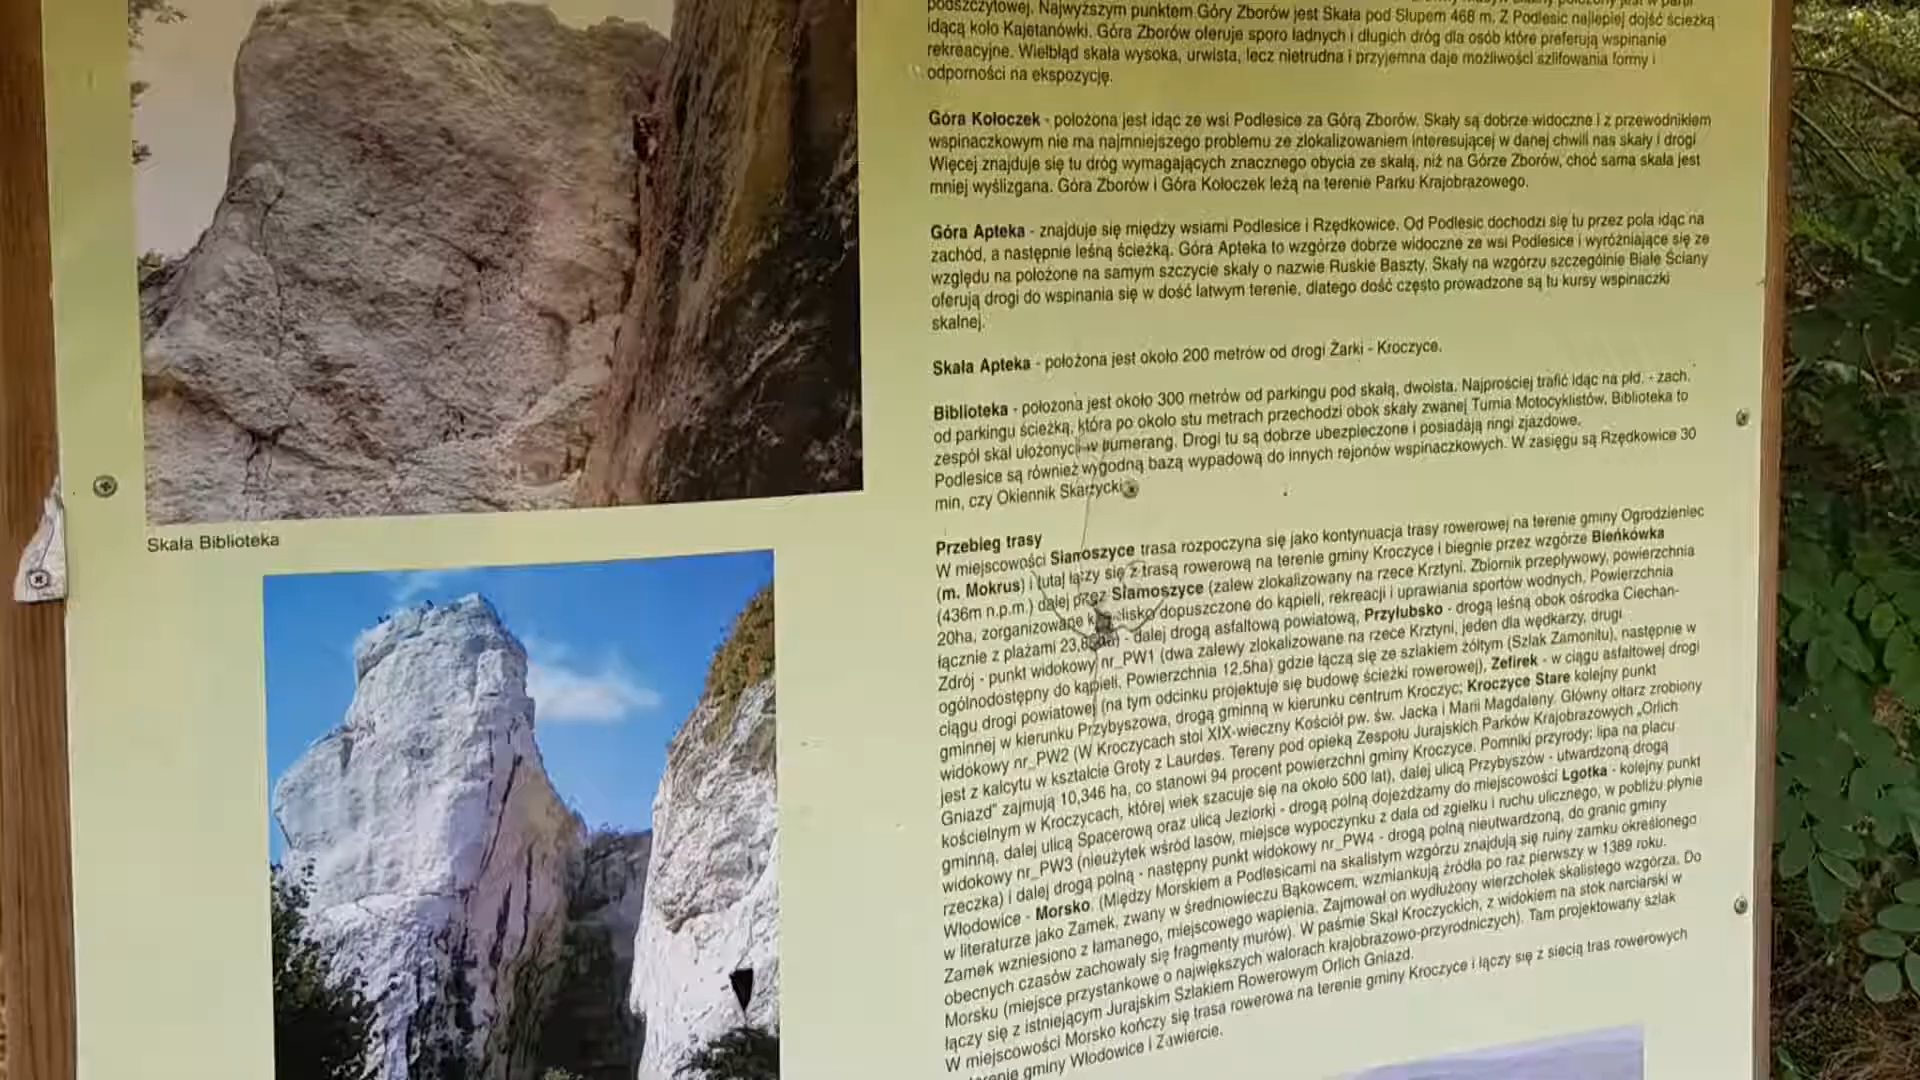 podszczytowej. Najwyższym punktem Góry Zborów jest Skała pod Słupem 468 m. Z Podlesic najlepiej dojść ścieżką
idącą koło Kajetanówki. Góra Zborów oferuje sporo ładnych i długich dróg dla osób które preferują wspinanie
rekreacyjne. Wielbłąd skała wysoka, urwista, lecz nietrudna i przyjemna daje możliwości szlifowania formy i
odporności na ekspozycję.
Góra Kołoczek - położona jest idąc ze wsi Podlesice za Górą Zborów. Skały są dobrze widoczne i z przewodnikiem
wspinaczkowym nie ma najmniejszego problemu ze zlokalizowaniem interesującej w danej chwili nas skały i drogi
Więcej znajduje się tu dróg wymagających znacznego obycia ze skałą, niż na Górze Zborów, choć sama skała jest
mniej wyślizgana. Góra Zborów i Góra Kołoczek leżą na terenie Parku Krajobrazowego.
Góra Apteka - znajduje się między wsiami Podlesice i Rzędkowice. Od Podlesic dochodzi się tu przez pola idąc na
zachód, a następnie leśną ścieżką. Góra Apteka to wzgórze dobrze widoczne ze wsi Podlesice i wyróżniające się ze
względu na położone na samym szczycie skały o nazwie Ruskie Baszty. Skały na wzgórzu szczególnie Białe Ściany
oferują drogi do wspinania się w dość łatwym terenie, dlatego dość często prowadzone są tu kursy wspinaczki
skalnej.
Skała Apteka - położona jest około 200 metrów od drogi Żarki - Kroczyce.
Biblioteka - położona jest około 300 metrów od parkingu pod skałą, dwoista. Najprościej trafić idąc na płd. - zach.
od parkingu ścieżką, która po około stu metrach przechodzi obok skały zwanej Turnia Motocyklistów. Biblioteka to
zespół skał ułożonych w bumerang. Drogi tu są dobrze ubezpieczone i posiadają ringi zjazdowe.
Podlesice są również wygodną bazą wypadową do innych rejonów wspinaczkowych. W zasięgu są Rzędkowice 30
min, czy Okiennik Skarżycki
Skała Biblioteka
Przebieg trasy
W miejscowości Siamoszyce trasa rozpoczyna się jako kontynuacja trasy rowerowej na terenie gminy Ogrodzieniec
(m. Mokrus) i tutaj łączy się z trasą rowerową na terenie gminy Kroczyce i biegnie przez wzgórze Bieńkówka
(436m n.p.m.) dalej przez Siamoszyce (zalew zlokalizowany na rzece Krztyni. Zbiornik przepływowy, powierzchnia
20ha, zorganizowane kąpielisko dopuszczone do kąpieli, rekreacji i uprawiania sportów wodnych. Powierzchnia
łącznie z plażami - dalej drogą asfaltową powiatową, Przyłubsko - drogą leśną obok ośrodka Ciechan-
Zdrój - punkt widokowy nr_PW1 (dwa zalewy zlokalizowane na rzece Krztyni, jeden dla wędkarzy, drugi
ogólnodostępny do kąpieli. Powierzchnia 12,5ha) gdzie łączą się ze szlakiem żółtym (Szlak Zamonitu), następnie w
ciągu drogi powiatowej (na tym odcinku projektuje się budowę ścieżki rowerowej), Zefirek - w ciągu asfaltowej drogi
gminnej w kierunku Przybyszowa, drogą gminną w kierunku centrum Kroczyc; Kroczyce Stare kolejny punkt
widokowy nr_PW2 (W Kroczycach stoi XIX-wieczny Kościół pw. św. Jacka i Marii Magdaleny. Główny ołtarz zrobiony
jest z kalcytu w kształcie Groty z Laurdes. Tereny pod opieką Zespołu Jurajskich Parków Krajobrazowych „Orlich
Gniazd” zajmują 10,346 ha, co stanowi 94 procent powierzchni gminy Kroczyce. Pomniki przyrody: lipa na placu
kościelnym w Kroczycach, której wiek szacuje się na około 500 lat), dalej ulicą Przybyszów - utwardzoną drogą
gminną, dalej ulicą Spacerową oraz ulicą Jeziorki - drogą polną dojeżdżamy do miejscowości Lgotka - kolejny punkt
widokowy nr_PW3 (nieużytek wśród lasów, miejsce wypoczynku z dala od zgiełku i ruchu ulicznego, w pobliżu płynie
rzeczka) i dalej drogą polną - następny punkt widokowy nr_PW4 - drogą polną nieutwardzoną, do granic gminy
Włodowice - Morsko. (Między Morskiem a Podlesicami na skalistym wzgórzu znajdują się ruiny zamku określonego
w literaturze jako Zamek, zwany w średniowieczu Bąkowcem, wzmiankują źródła po raz pierwszy w 1389 roku.
Zamek wzniesiono z łamanego, miejscowego wapienia. Zajmował on wydłużony wierzchołek skalistego wzgórza. Do
obecnych czasów zachowały się fragmenty murów). W paśmie Skał Kroczyckich, z widokiem na stok narciarski w
Morsku (miejsce przystankowe o największych walorach krajobrazowo-przyrodniczych). Tam projektowany szlak
łączy się z istniejącym Jurajskim Szlakiem Rowerowym Orlich Gniazd.
W miejscowości Morsko kończy się trasa rowerowa na terenie gminy Kroczyce i łączy się z siecią tras rowerowych
terenie gminy Włodowice i Zawiercie.